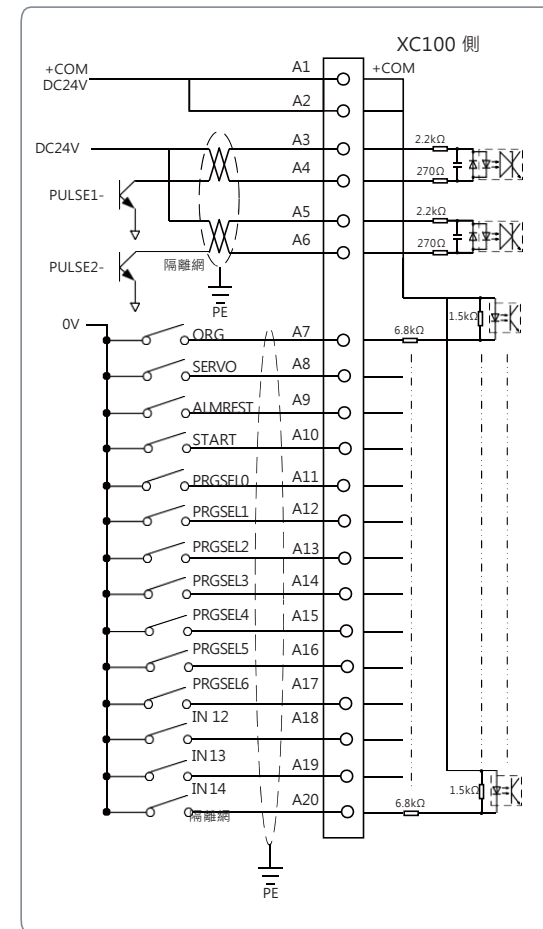 XC100 側
+COM
DC24V
A1
+COM
A2
DC24V
A3
2.2kΩ
A4
270Ω
PULSE1-
A5
2.2kΩ
A6
270Ω
PULSE2-
隔離網
PE
0V
ORG
A7
6.8kΩ
1.5kΩ
SERVO
A8
ALMREST
A9
START
A10
PRGSEL0
A11
PRGSEL1
A12
PRGSEL2
A13
PRGSEL3
A14
PRGSEL4
A15
PRGSEL5
A16
PRGSEL6
A17
IN 12
A18
IN13
A19
IN14
A20
6.8kΩ
1.5kΩ
隔離網
PE